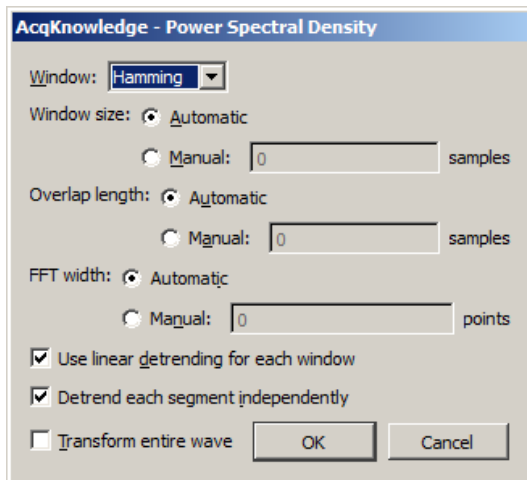 AcqKnowledge - Power Spectral Density
Window: Hamming
Window size: Automatic
Manual: 0 samples
Overlap length: Automatic
Manual: 0 samples
FFT width: Automatic
Manual: 0 points
Use linear detrending for each window
Detrend each segment independently
Transform entire wave OK Cancel